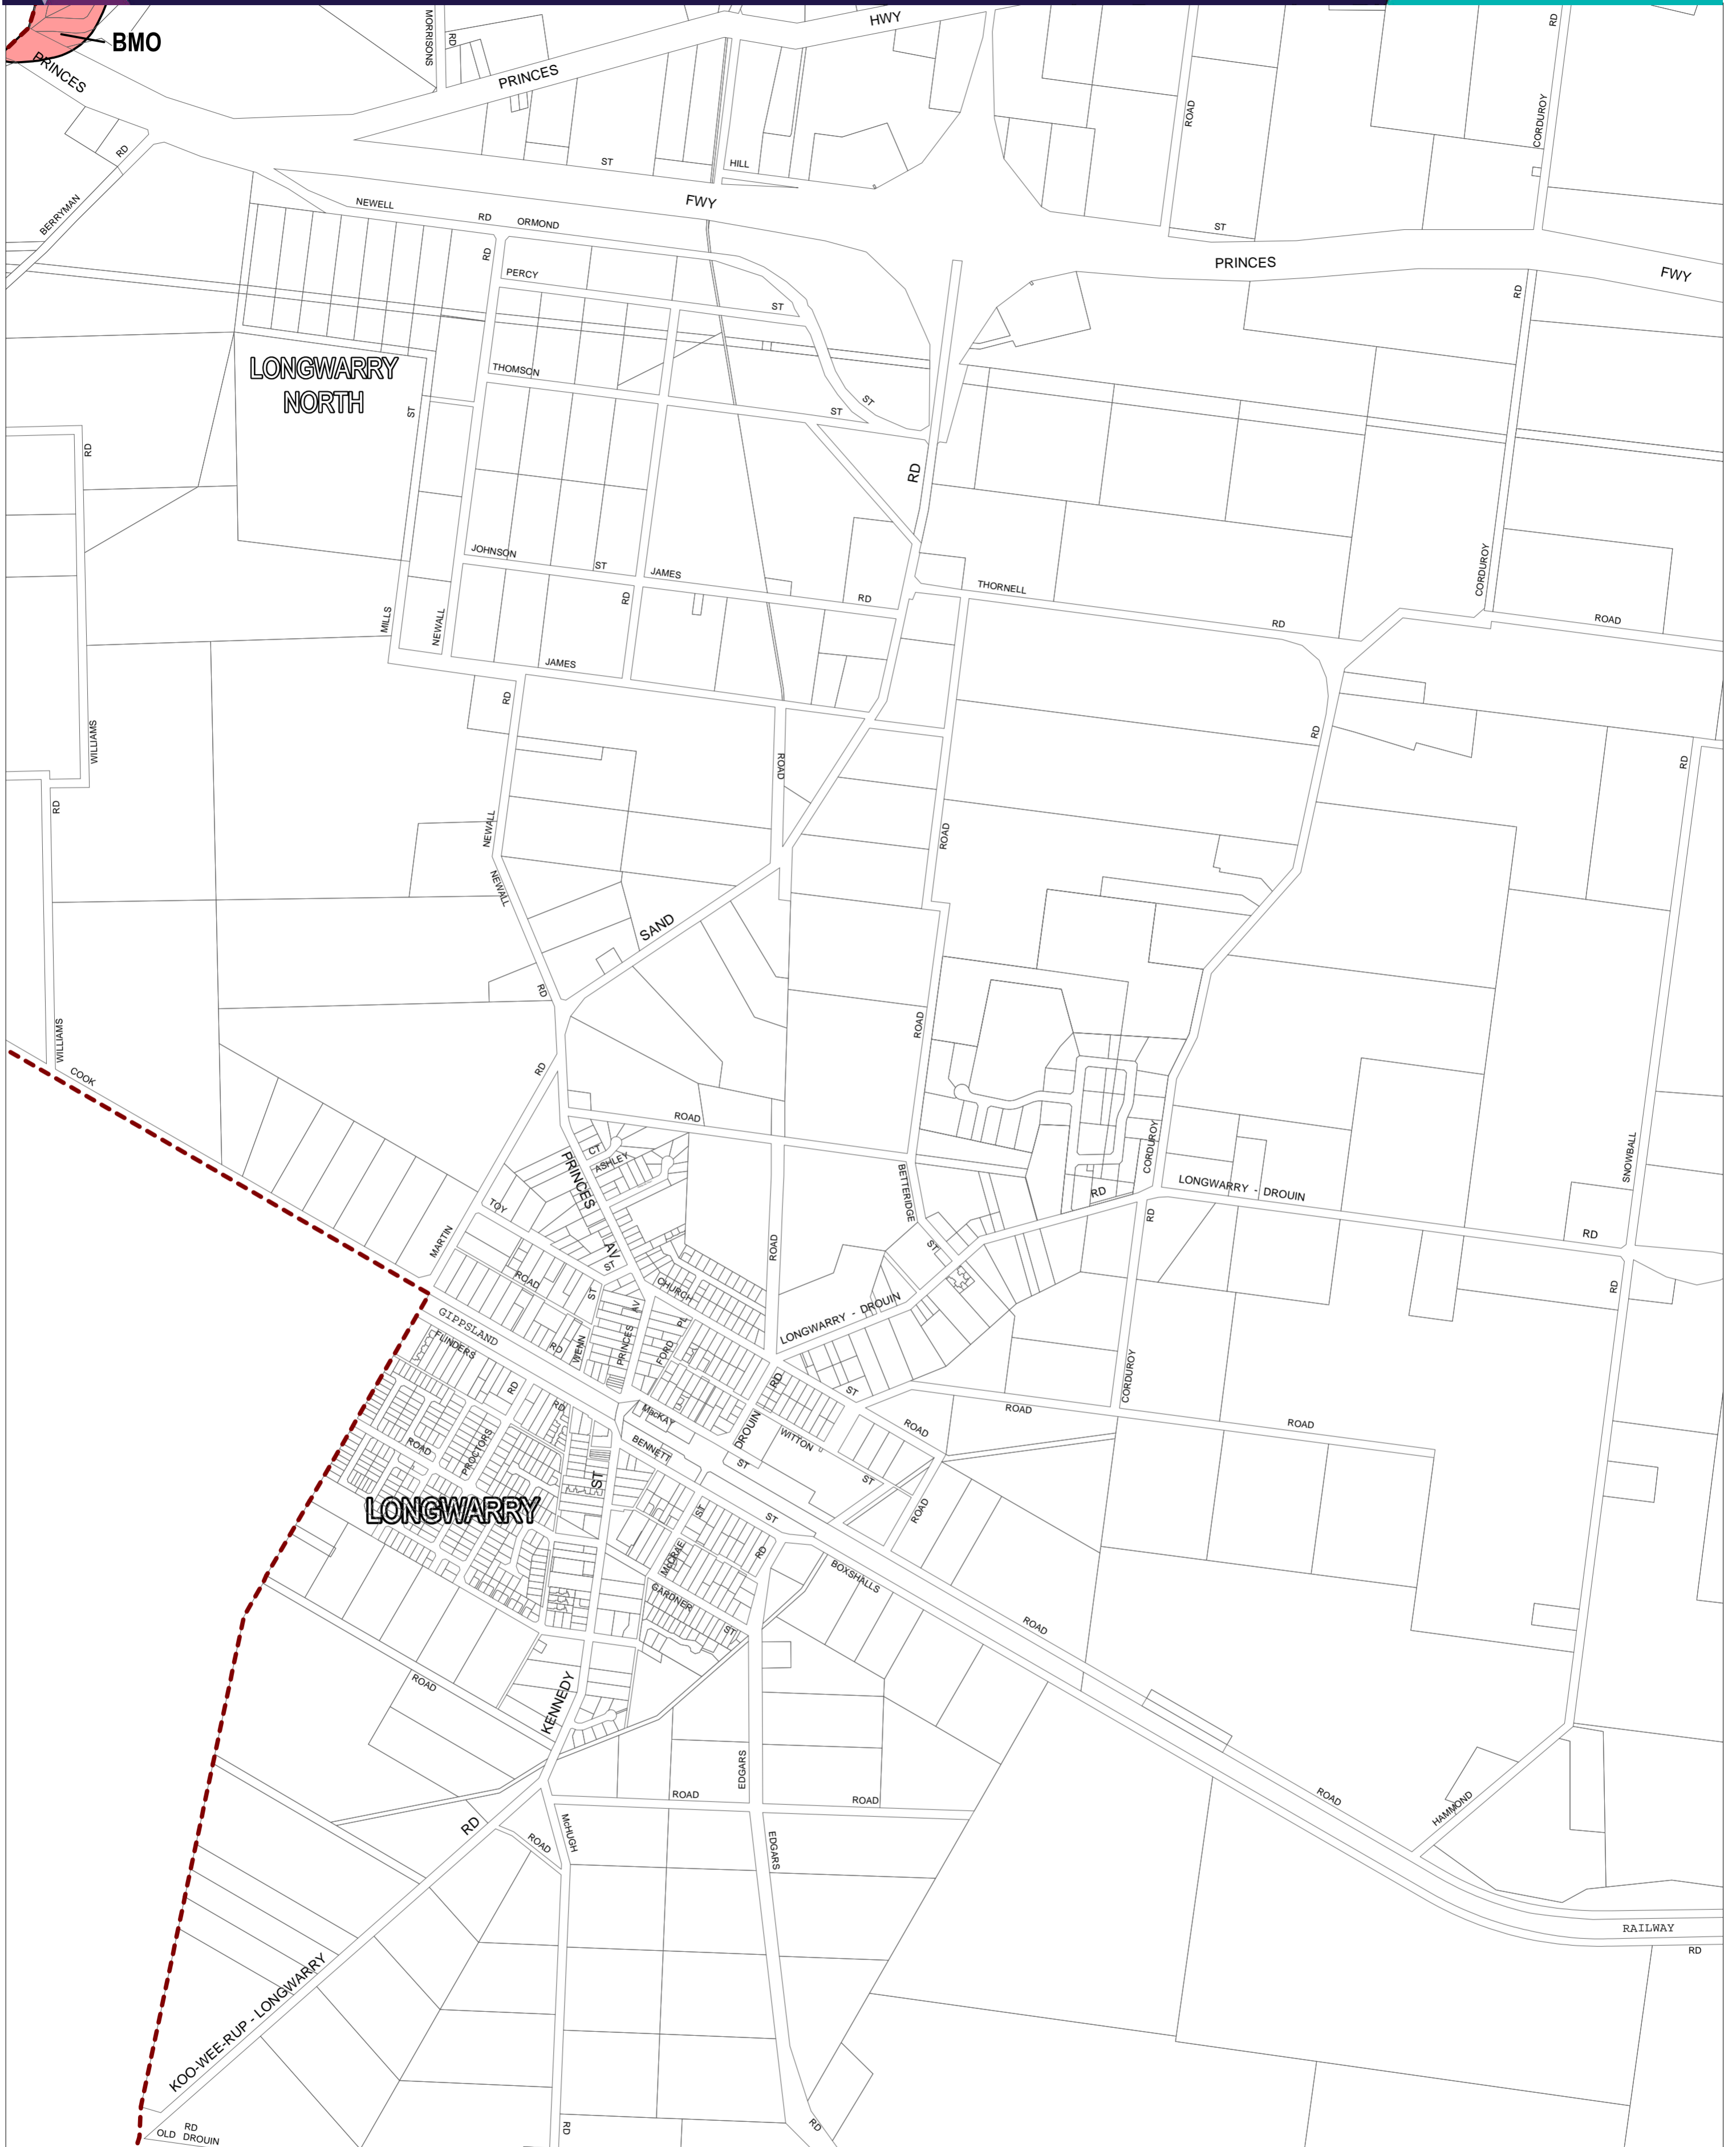 HWY
MORRISONS
RD
RD
BMO
PRINCES
PRINCES
ROAD
CORDUROY
RD
ST
HILL
BERRYMAN
FWY
NEWELL
RD
ORMOND
ST
RD
PERCY
PRINCES
FWY
ST
RD
LONGWARRY
NORTH
THOMSON
ST
ST
ST
RD
RD
JOHNSON
ST
JAMES
RD
RD
THORNELL
CORDUROY
MILLS
NEWALL
RD
ROAD
JAMES
RD
WILLIAMS
ROAD
RD
RD
RD
NEWALL
ROAD
NEWALL
SAND
RD
ROAD
WILLIAMS
COOK
RD
ROAD
CT
ASHLEY
PRINCES
CORDUROY
SNOWBALL
BETTERIDGE
LONGWARRY - DROUIN
RD
TOY
RD
MARTIN
AV
ST
ROAD
ST
RD
ROAD
CHURCH
ST
RD
GIPPSLAND
FLINDERS
AV
PL
LONGWARRY - DROUIN
RD
WENN
PRINCES
FORD
CORDUROY
RD
RD
RD
ST
MacKAY
ROAD
ROAD
ROAD
DROUIN
WITTON
BENNETT
ROAD
PROCTORS
ST
ST
ST
LONGWARRY
ST
ST
ROAD
RD
McCRAE
BOXSHALLS
GARDNER
ST
ROAD
ROAD
KENNEDY
EDGARS
ROAD
ROAD
ROAD
HAMMOND
RD
McHUGH
ROAD
EDGARS
RAILWAY
RD
KOO-WEE-RUP - LONGWARRY
RD
OLD DROUIN
RD
RD